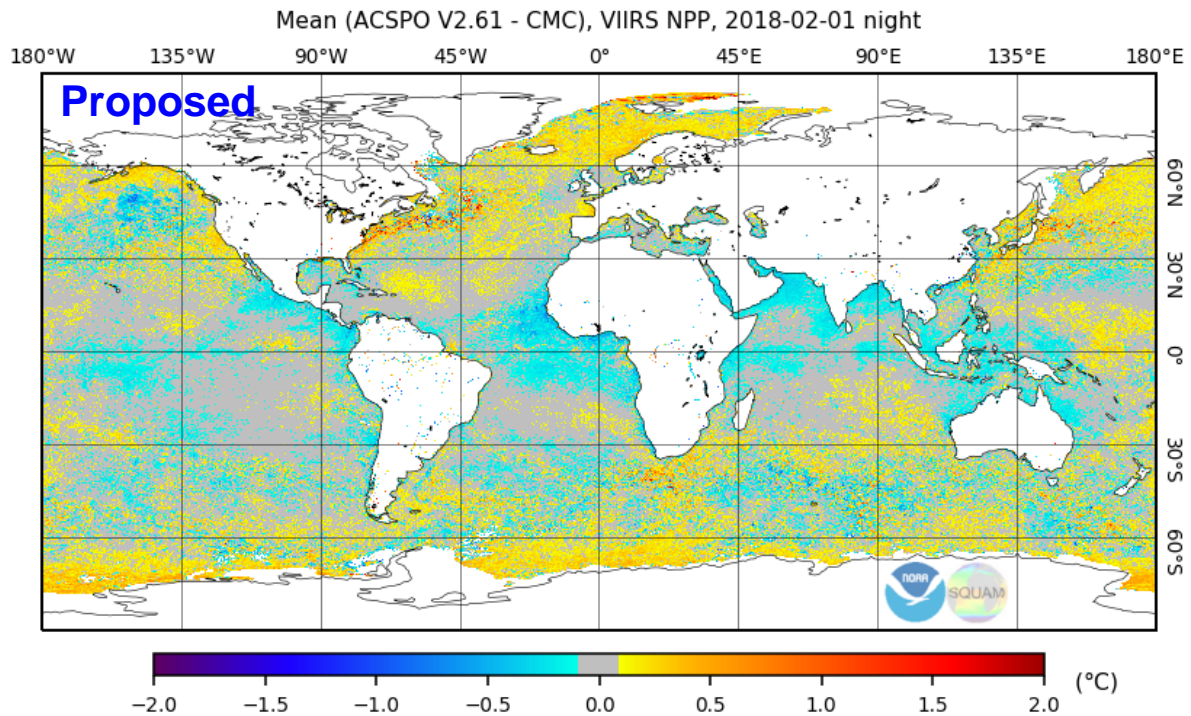 Mean (ACSPO V2.61 - CMC), VIIRS NPP, 2018-02-01 night
180°W 135°W 90°W 45°W 0° 45°E 90°E 135°E 180°E
Proposed
60°N
30°N
0°
30°S
60°S
NOAA
SQUAM
−2.0 −1.5 −1.0 −0.5 0.0 0.5 1.0 1.5 2.0
(°C)